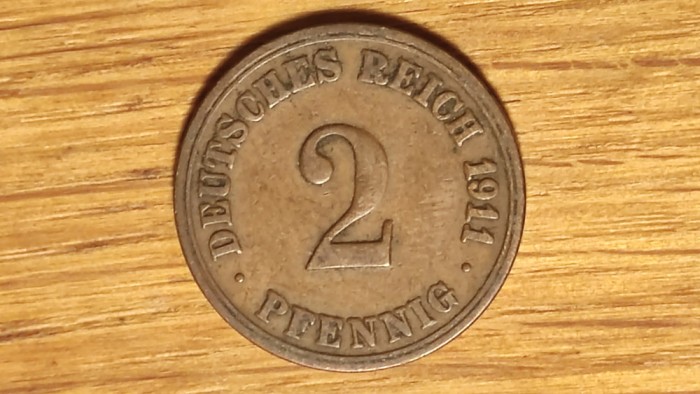 DEUTSCHES REICH 1911
2
· PFENNIG ·